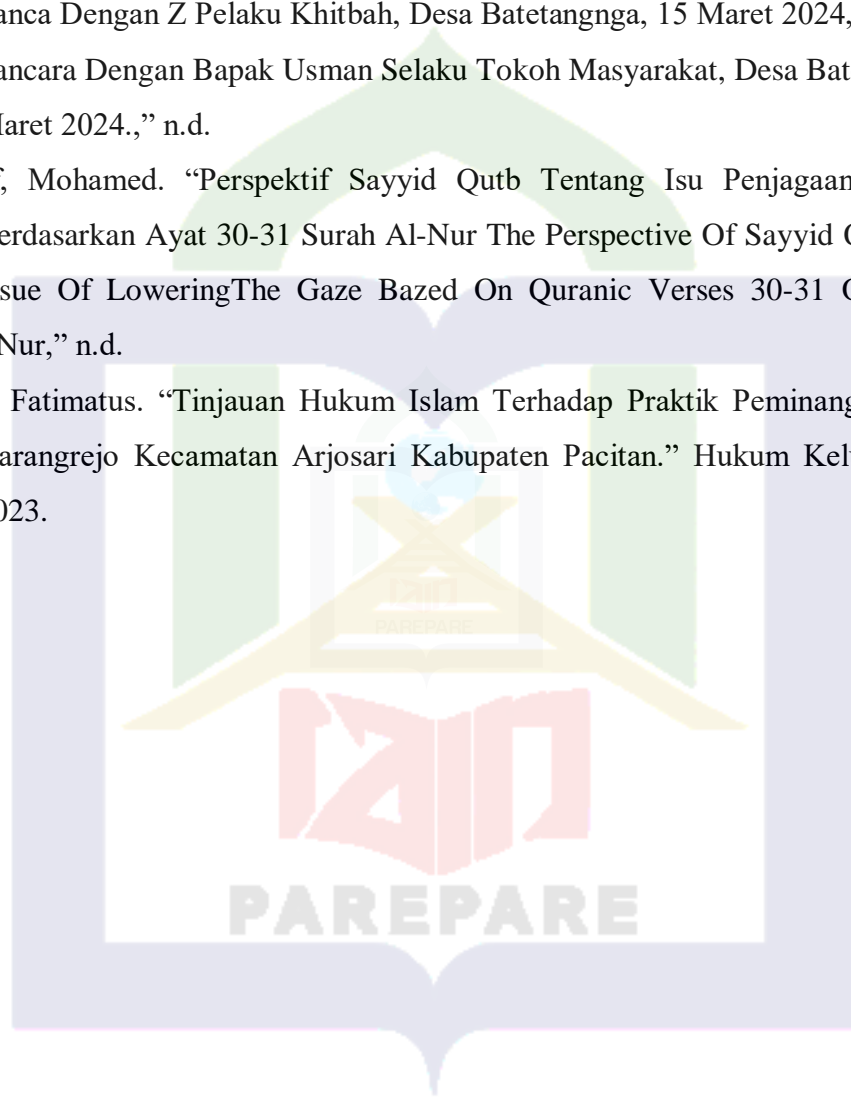 anca Dengan Z Pelaku Khitbah, Desa Batetangnga, 15 Maret 2024,
ancara Dengan Bapak Usman Selaku Tokoh Masyarakat, Desa Bat
Maret 2024.,” n.d.
f, Mohamed. “Perspektif Sayyid Qutb Tentang Isu Penjagaan
erdasarkan Ayat 30-31 Surah Al-Nur The Perspective Of Sayyid
ssue Of LoweringThe Gaze Bazed On Quranic Verses 30-31
Nur,” n.d.
Fatimatus. “Tinjauan Hukum Islam Terhadap Praktik Peminang
arangrejo Kecamatan Arjosari Kabupaten Pacitan.” Hukum Kel
023.
PAREPARE
PAREPARE